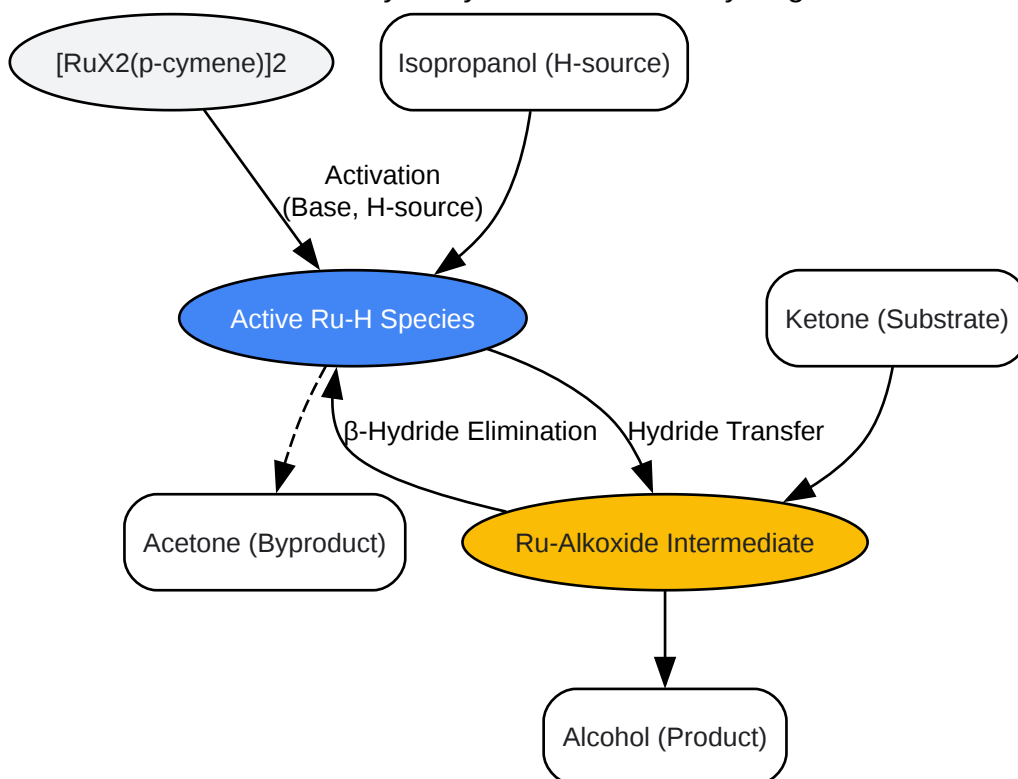 [RuX2(p-cymene)]2
Isopropanol (H-source)
Activation
(Base, H-source)
Active Ru-H Species
Ketone (Substrate)
β-Hydride Elimination
Hydride Transfer
Acetone (Byproduct)
Ru-Alkoxide Intermediate
Alcohol (Product)